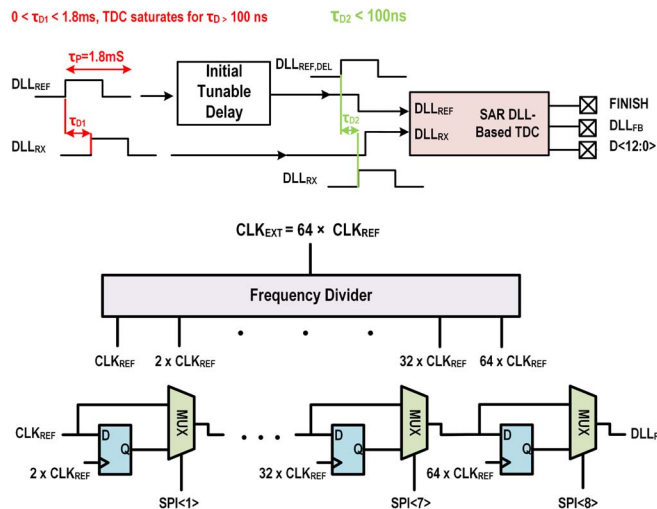 0 < τD1 < 1.8ms, TDC saturates for τD > 100 ns
τD2 < 100ns
τP=1.8mS
DLLREF
τD1
DLLRX
Initial Tunable Delay
DLLREF,DEL
τD2
DLLRX
DLLREF
DLLRX
SAR DLL-Based TDC
FINISH
DLLFB
D<12:0>
CLKEXT = 64 × CLKREF
Frequency Divider
CLKREF
2 x CLKREF
32 x CLKREF
64 x CLKREF
CLKREF
D
Q
2 x CLKREF
MUX
SPI<1>
D
Q
32 x CLKREF
MUX
SPI<7>
D
Q
64 x CLKREF
MUX
SPI<8>